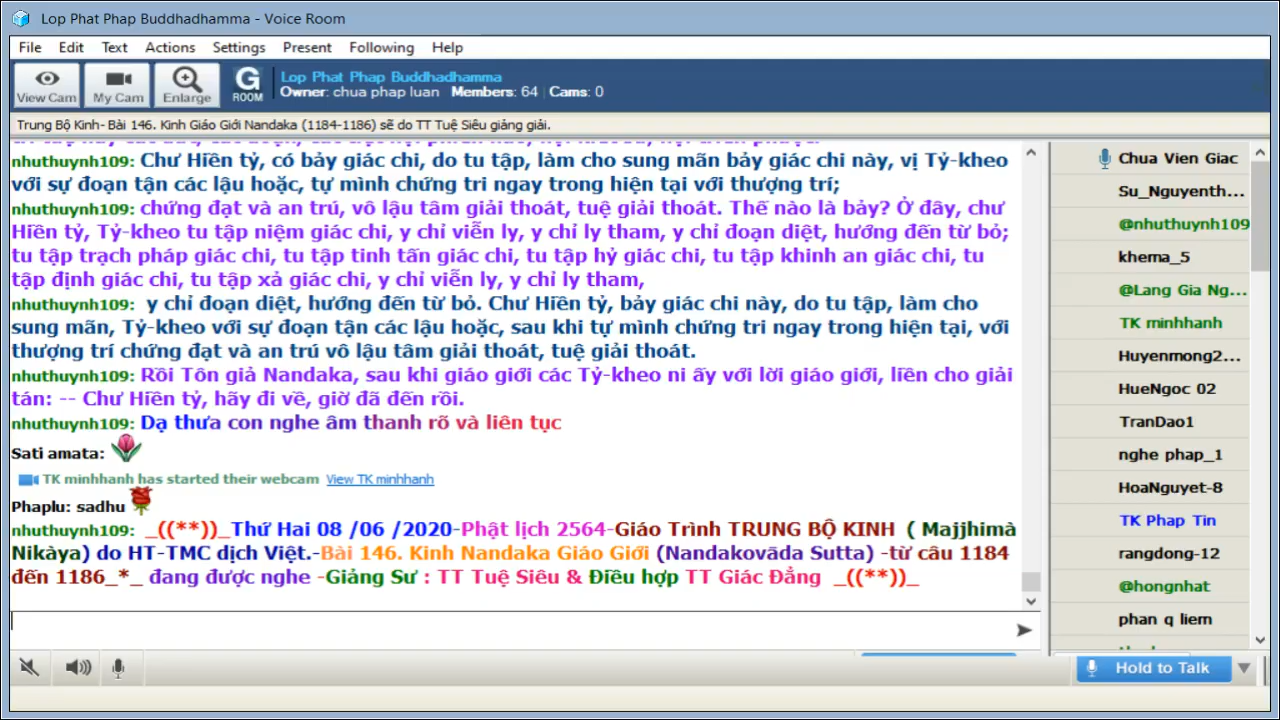 Lop Phat Phap Buddhadhamma - Voice Room
File Edit Text Actions Settings Present Following Help
View Cam My Cam Enlarge G ROOM
Lop Phat Phap Buddhadhamma
Owner: chua phap luan Members: 64 Cams: 0
Trung Bộ Kinh- Bài 146. Kinh Giáo Giới Nandaka (1184-1186) sẽ do TT Tuệ Siêu giảng giải.
nhuthuynh109: Chư Hiền tỷ, có bảy giác chi, do tu tập, làm cho sung mãn bảy giác chi này, vị Tỷ-kheo
với sự đoạn tận các lậu hoặc, tự mình chứng tri ngay trong hiện tại với thượng trí;
nhuthuynh109: chứng đạt và an trú, vô lậu tâm giải thoát, tuệ giải thoát. Thế nào là bảy? Ở đây, chư
Hiền tỷ, Tỷ-kheo tu tập niệm giác chi, y chỉ viễn ly, y chỉ ly tham, y chỉ đoạn diệt, hướng đến từ bỏ;
tu tập trạch pháp giác chi, tu tập tinh tấn giác chi, tu tập hỷ giác chi, tu tập khinh an giác chi, tu
tập định giác chi, tu tập xả giác chi, y chỉ viễn ly, y chỉ ly tham,
nhuthuynh109: y chỉ đoạn diệt, hướng đến từ bỏ. Chư Hiền tỷ, bảy giác chi này, do tu tập, làm cho
sung mãn, Tỷ-kheo với sự đoạn tận các lậu hoặc, sau khi tự mình chứng tri ngay trong hiện tại, với
thượng trí chứng đạt và an trú vô lậu tâm giải thoát, tuệ giải thoát.
nhuthuynh109: Rồi Tôn giả Nandaka, sau khi giáo giới các Tỷ-kheo ni ấy với lời giáo giới, liền cho giải
tán: -- Chư Hiền tỷ, hãy đi về, giờ đã đến rồi.
nhuthuynh109: Dạ thưa con nghe âm thanh rõ và liên tục
Sati amata:
TK minhhanh has started their webcam View TK minhhanh
Phaplu: sadhu
nhuthuynh109: _((**))_Thứ Hai 08 /06 /2020-Phật lịch 2564-Giáo Trình TRUNG BỘ KINH ( Majjhimà
Nikàya) do HT-TMC dịch Việt.-Bài 146. Kinh Nandaka Giáo Giới (Nandakovāda Sutta) -từ câu 1184
đến 1186_*_ đang được nghe -Giảng Sư : TT Tuệ Siêu & Điều hợp TT Giác Đẳng _((**))_
Chua Vien Giac
Su_Nguyenth...
@nhuthuynh109
khema_5
@Lang Gia Ng...
TK minhhanh
Huyenmong2...
HueNgoc 02
TranDao1
nghe phap_1
HoaNguyet-8
TK Phap Tin
rangdong-12
@hongnhat
phan q liem
Hold to Talk